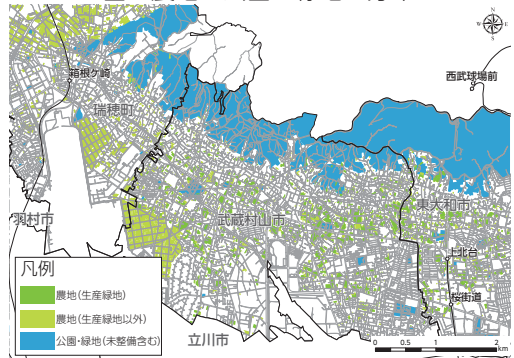 N
W E
S
箱根ケ崎
西武球場前
瑞穂町
羽村市
武蔵村山市
東大和市
上北台
凡例
農地(生産緑地)
農地(生産緑地以外)
公園・緑地(未整備含む)
桜街道
立川市
0 0.5 1 2
km